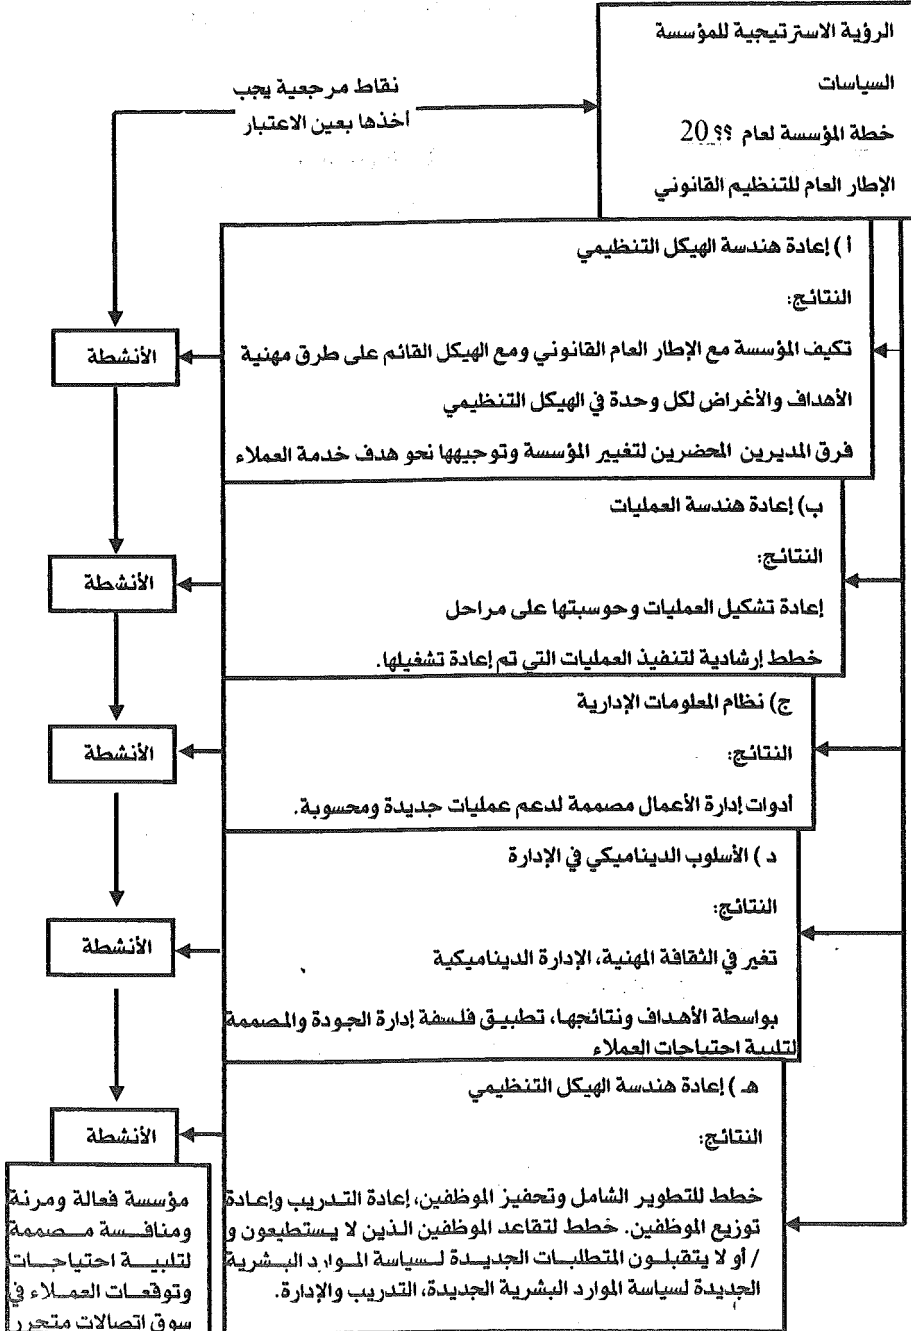 الرؤية الاستر تيجية للمؤسسة
السياسات
خطة المؤسسة لعام ؟؟ 20
الإطار العام للتنظيم القانوني
نقاط مرجعية يجب
أخذها بعين الاعتبار
أ ) إعادة هندسة الهيكل التنظيمي
النتائج:
تكيف المؤسسة مع الإطار العام القانوني ومع الهيكل القائم على طرق مهنية
الأهداف والأغراض لكل وحدة في الهيكل التنظيمي
فرق المديرين المحضرين لتغيير المؤسسة وتوجيهها نحو هدف خدمة العملاء
الأنشطة
ب) إعادة هندسة العمليات
النتائج:
إعادة تشكيل العمليات وحوسبتها على مراحل
خطط إرشادية لتنفيذ العمليات التي تم إعادة تشغيلها.
الأنشطة
ج) نظام المعلومات الإدارية
النتائج:
أدوات إدارة الأعمال مصممة لدعم عمليات جديدة ومحسوبة.
الأنشطة
د ) الأسلوب الديناميكي في الإدارة
النتائج:
تغير في الثقافة المهنية، الإدارة الديناميكية
بواسطة الأهداف ونتائجها، تطبيق فلسفة إدارة الجودة والمصممة
لتلبية احتياجات العملاء
الأنشطة
هـ ) إعادة هندسة الهيكل التنظيمي
النتائج:
خطط للتطوير الشامل وتحفيز الموظفين، إعادة التدريب وإعادة
توزيع الموظفين. خطط لتقاعد الموظفين الذين لا يستطيعون و
/ أو لا يتقبلون المتطلبات الجديدة لسياسة الموارد البشرية
الجديدة لسياسة الموارد البشرية الجديدة، التدريب والإدارة.
الأنشطة
مؤسسة فعالة ومرنة
ومنافسة مصممة
لتلبية احتياجات
وتوقعات العملاء في
سوق اتصالات متحرر